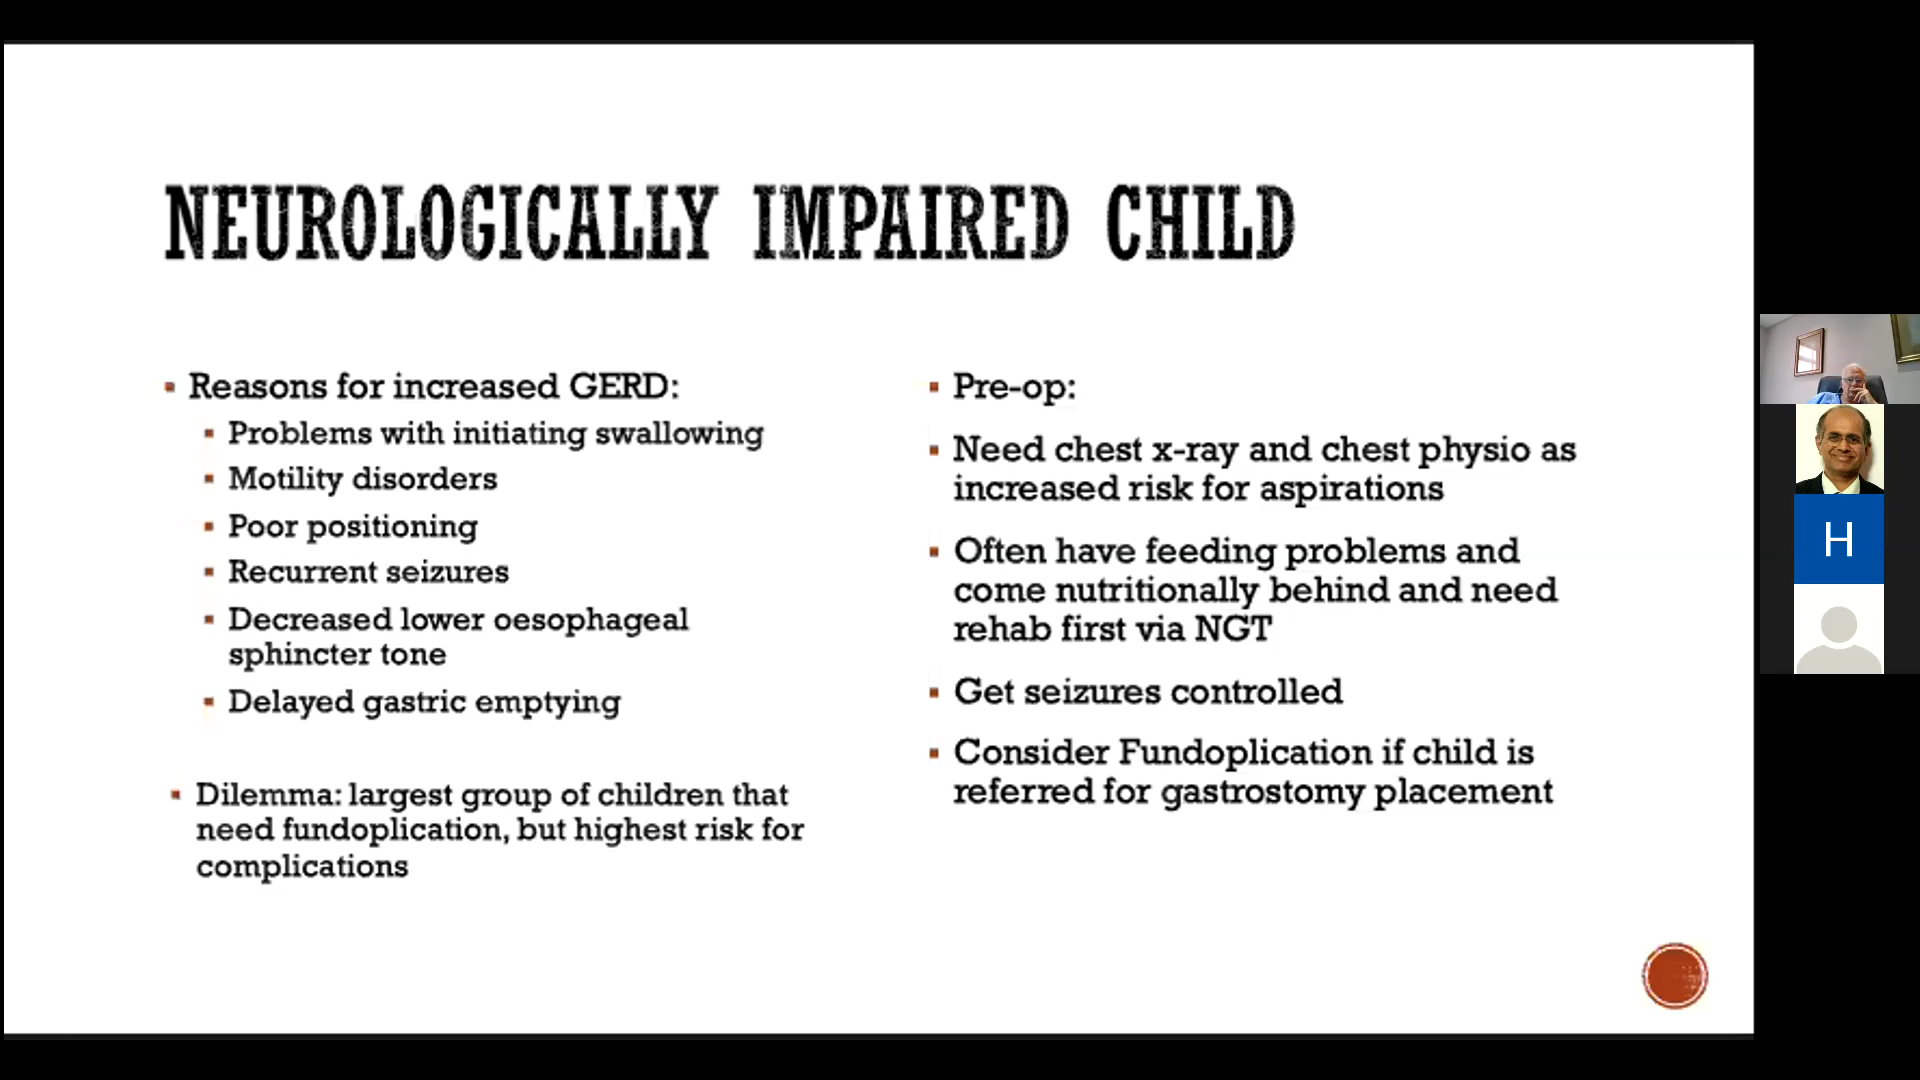 NEUROLOGICALLY IMPAIRED CHILD
Reasons for increased GERD:
Problems with initiating swallowing
Motility disorders
Poor positioning
Recurrent seizures
Decreased lower oesophageal
sphincter tone
Delayed gastric emptying
Dilemma: largest group of children that
need fundoplication, but highest risk for
complications
Pre-op:
Need chest x-ray and chest physio as
increased risk for aspirations
Often have feeding problems and
come nutritionally behind and need
rehab first via NGT
Get seizures controlled
Consider Fundoplication if child is
referred for gastrostomy placement
H